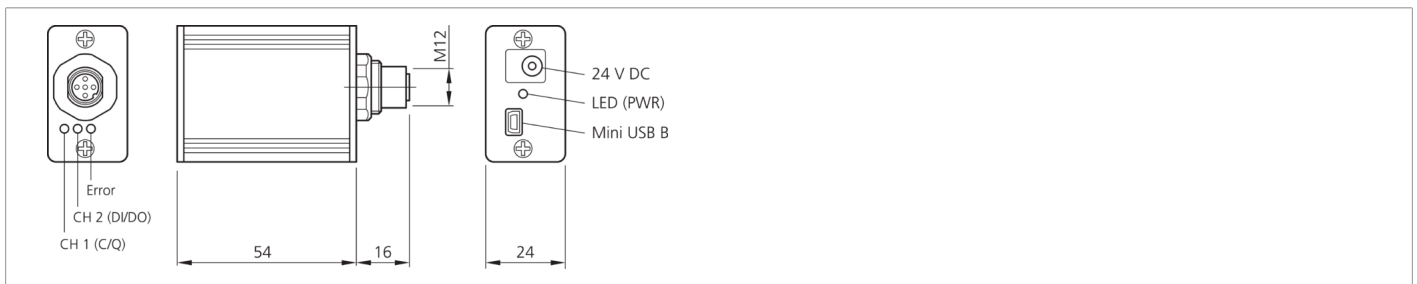 Error
CH 2 (DI/DO)
CH 1 (C/Q)
54
16
M12
24 V DC
LED (PWR)
Mini USB B
24